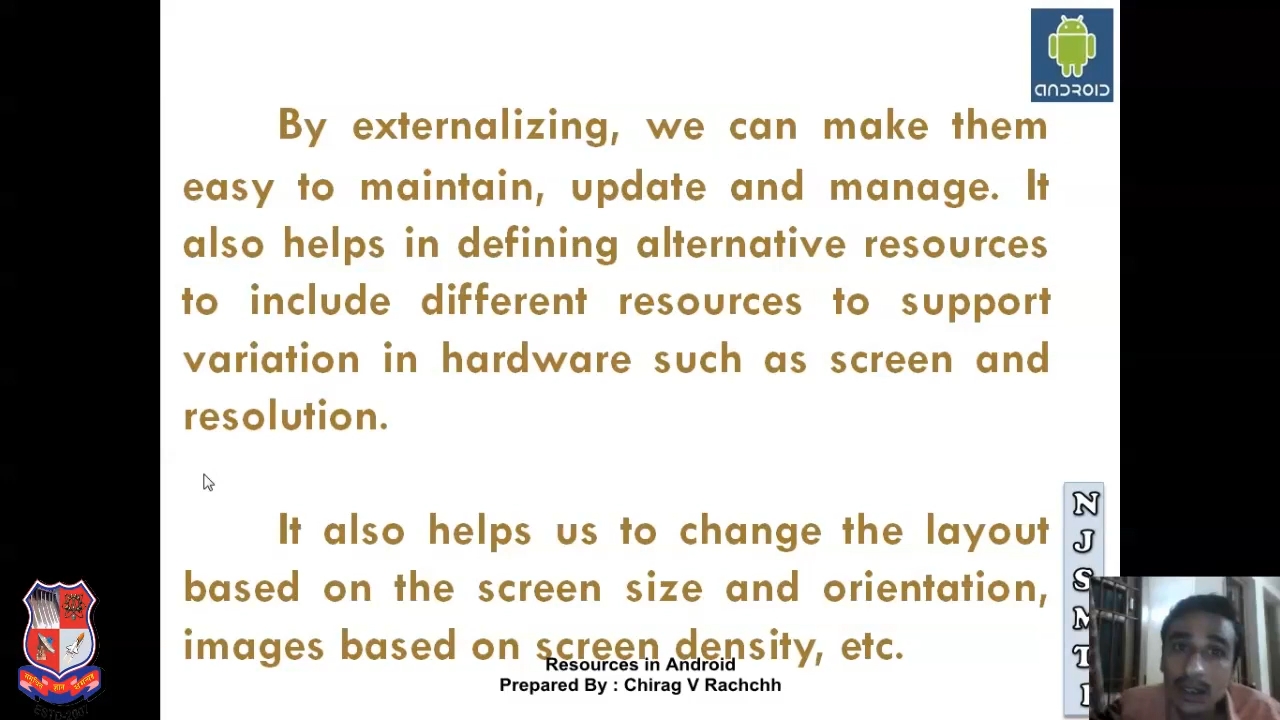 ANDROID
By externalizing, we can make them
easy to maintain, update and manage. It
also helps in defining alternative resources
to include different resources to support
variation in hardware such as screen and
resolution.
It also helps us to change the layout
based on the screen size and orientation,
images based on screen density, etc.
Resources in Android
Prepared By : Chirag V Rachchh
N
J
S
M
T
I